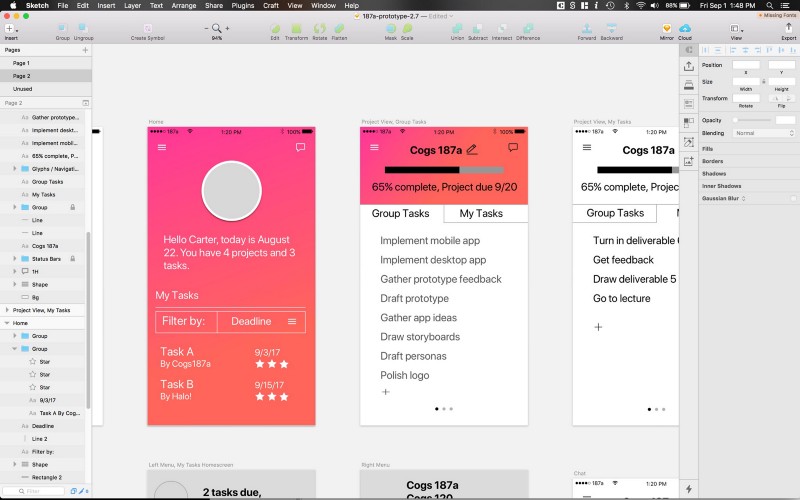 Sketch File Edit Insert Layer Text Arrange Plugins Craft View Window Help
88% Fri Sep 1 1:48 PM
187a-prototype-2.7 — Edited
Missing Fonts
Insert
Group Ungroup
Create Symbol
94%
Edit Transform Rotate Flatten
Mask Scale
Union Subtract Intersect Difference
Forward Backward
Mirror Cloud
View
Export
Pages
Page 1
Page 2
Unused
Page 2
Gather prototype...
Implement deskt...
Implement mobil...
65% complete, P...
Glyphs / Navigati...
Group Tasks
My Tasks
Group
Line
Line
Cogs 187a
Status Bars
1H
Shape
Bg
Project View, My Tasks
Home
Group
Group
Star
Star
Star
9/3/17
Task A By Cog...
Deadline
Line 2
Filter by:
Shape
Rectangle 2
Filter
Home
187a 1:20 PM 100%
Hello Carter, today is August
22. You have 4 projects and 3
tasks.
My Tasks
Filter by: Deadline
Task A 9/3/17
By Cogs187a
Task B 9/15/17
By Halo!
Project View, Group Tasks
187a 1:20 PM 100%
Cogs 187a
65% complete, Project due 9/20
Group Tasks My Tasks
Implement mobile app
Implement desktop app
Gather prototype feedback
Draft prototype
Gather app ideas
Draw storyboards
Draft personas
Polish logo
+
Project View, My Tasks
187a 1:20 PM
Cogs 187a
65% complete, Project
Group Tasks
Turn in deliverable
Get feedback
Draw deliverable 5
Go to lecture
+
Left Menu, My Tasks Homescreen
2 tasks due,
Right Menu
Cogs 187a
Cogs 120
Chat
187a 1:20 PM
Position
X Y
Size
Width Height
Transform
Rotate Flip
Opacity
Blending Normal
Fills
Borders
Shadows
Inner Shadows
Gaussian Blur